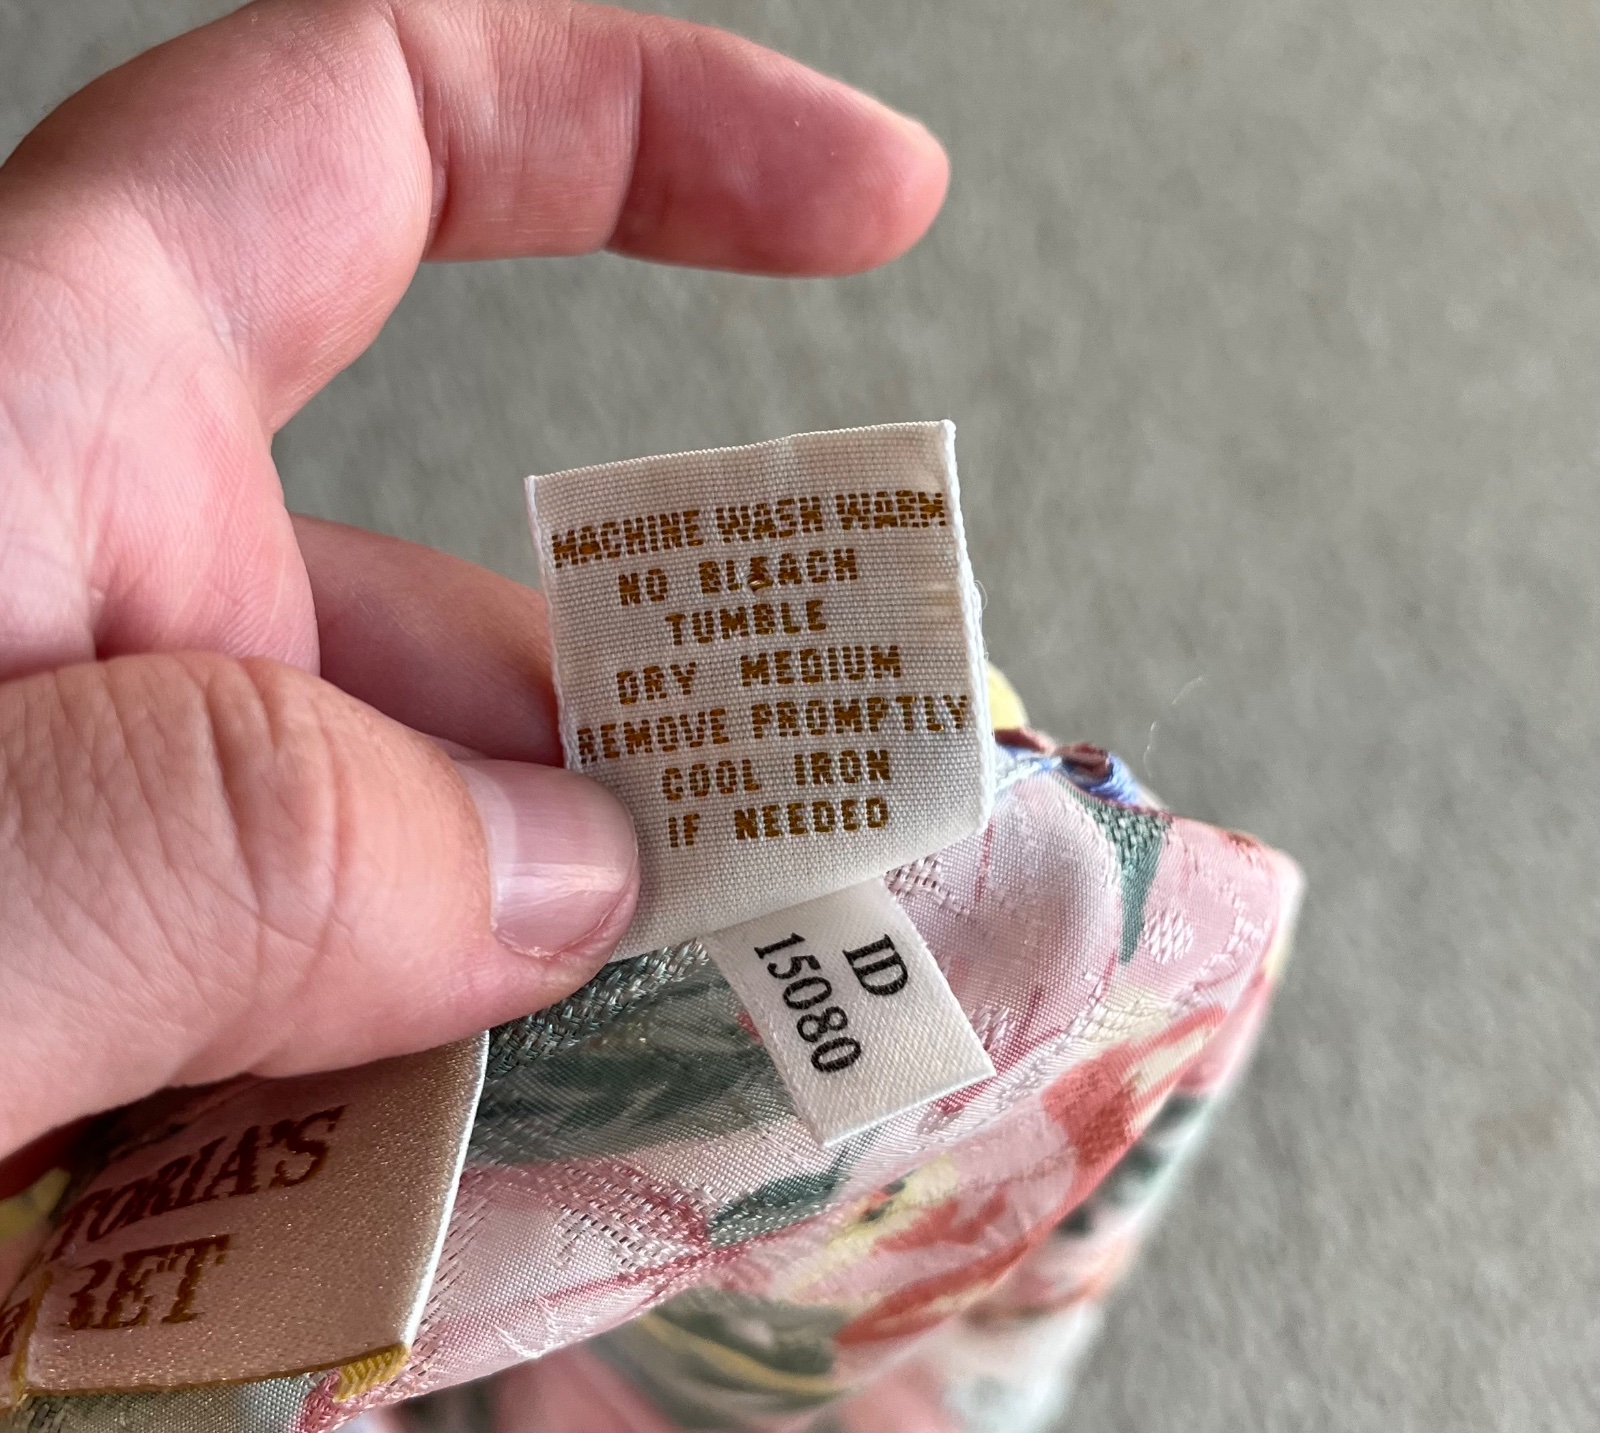 MACHINE WASH WARM
NO BLEACH
TUMBLE
DRY MEDIUM
REMOVE PROMPTLY
COOL IRON
IF NEEDED
ID
15080
TORIA'S
RET